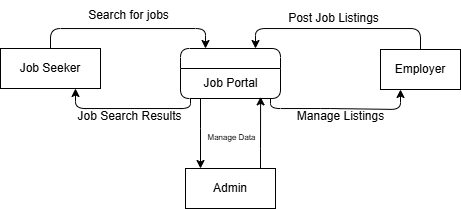 Search for jobs
Post Job Listings
Job Seeker
Job Portal
Employer
Job Search Results
Manage Listings
Manage Data
Admin